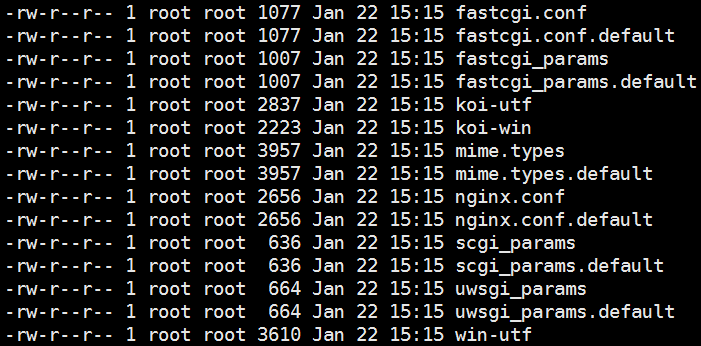 -rw-r--r-- 1 root root 1077 Jan 22 15:15 fastcgi.conf
-rw-r--r-- 1 root root 1077 Jan 22 15:15 fastcgi.conf.default
-rw-r--r-- 1 root root 1007 Jan 22 15:15 fastcgi_params
-rw-r--r-- 1 root root 1007 Jan 22 15:15 fastcgi_params.default
-rw-r--r-- 1 root root 2837 Jan 22 15:15 koi-utf
-rw-r--r-- 1 root root 2223 Jan 22 15:15 koi-win
-rw-r--r-- 1 root root 3957 Jan 22 15:15 mime.types
-rw-r--r-- 1 root root 3957 Jan 22 15:15 mime.types.default
-rw-r--r-- 1 root root 2656 Jan 22 15:15 nginx.conf
-rw-r--r-- 1 root root 2656 Jan 22 15:15 nginx.conf.default
-rw-r--r-- 1 root root  636 Jan 22 15:15 scgi_params
-rw-r--r-- 1 root root  636 Jan 22 15:15 scgi_params.default
-rw-r--r-- 1 root root  664 Jan 22 15:15 uwsgi_params
-rw-r--r-- 1 root root  664 Jan 22 15:15 uwsgi_params.default
-rw-r--r-- 1 root root 3610 Jan 22 15:15 win-utf